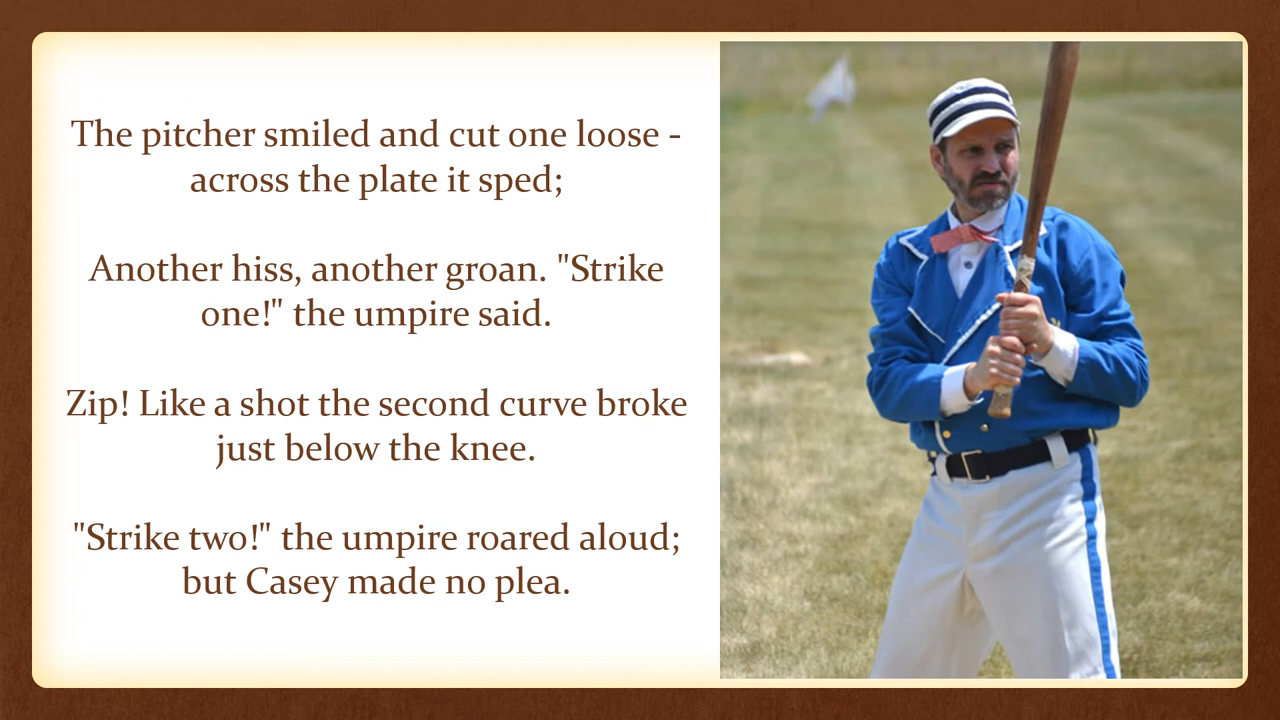 The pitcher smiled and cut one loose -
across the plate it sped;
Another hiss, another groan. "Strike
one!" the umpire said.
Zip! Like a shot the second curve broke
just below the knee.
"Strike two!" the umpire roared aloud;
but Casey made no plea.